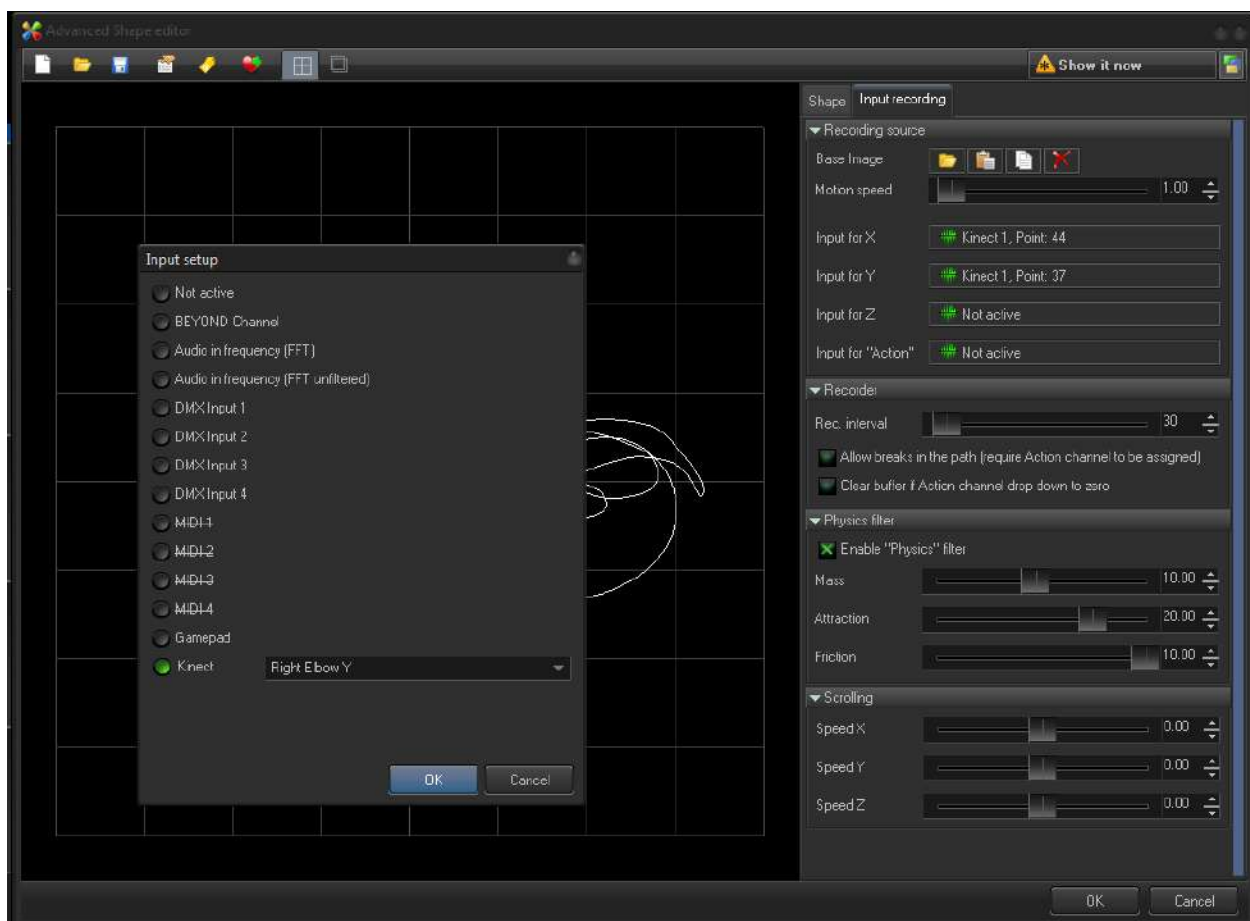 Advanced Shape editor
Show it now
Shape Input recording
Recording source
Base Image
Motion speed 1.00
Input for X Kinect 1, Point: 44
Input for Y Kinect 1, Point: 37
Input for Z Not active
Input for "Action" Not active
Recorder
Rec. interval 30
Allow breaks in the path (require Action channel to be assigned)
Clear buffer if Action channel drop down to zero
Physics filter
Enable "Physics" filter
Mass 10.00
Attraction 20.00
Friction 10.00
Scrolling
Speed X 0.00
Speed Y 0.00
Speed Z 0.00
Input setup
Not active
BEYOND Channel
Audio in frequency (FFT)
Audio in frequency (FFT unfiltered)
DMX Input 1
DMX Input 2
DMX Input 3
DMX Input 4
MIDI 1
MIDI 2
MIDI 3
MIDI 4
Gamepad
Kinect Right Elbow Y
OK Cancel
OK Cancel